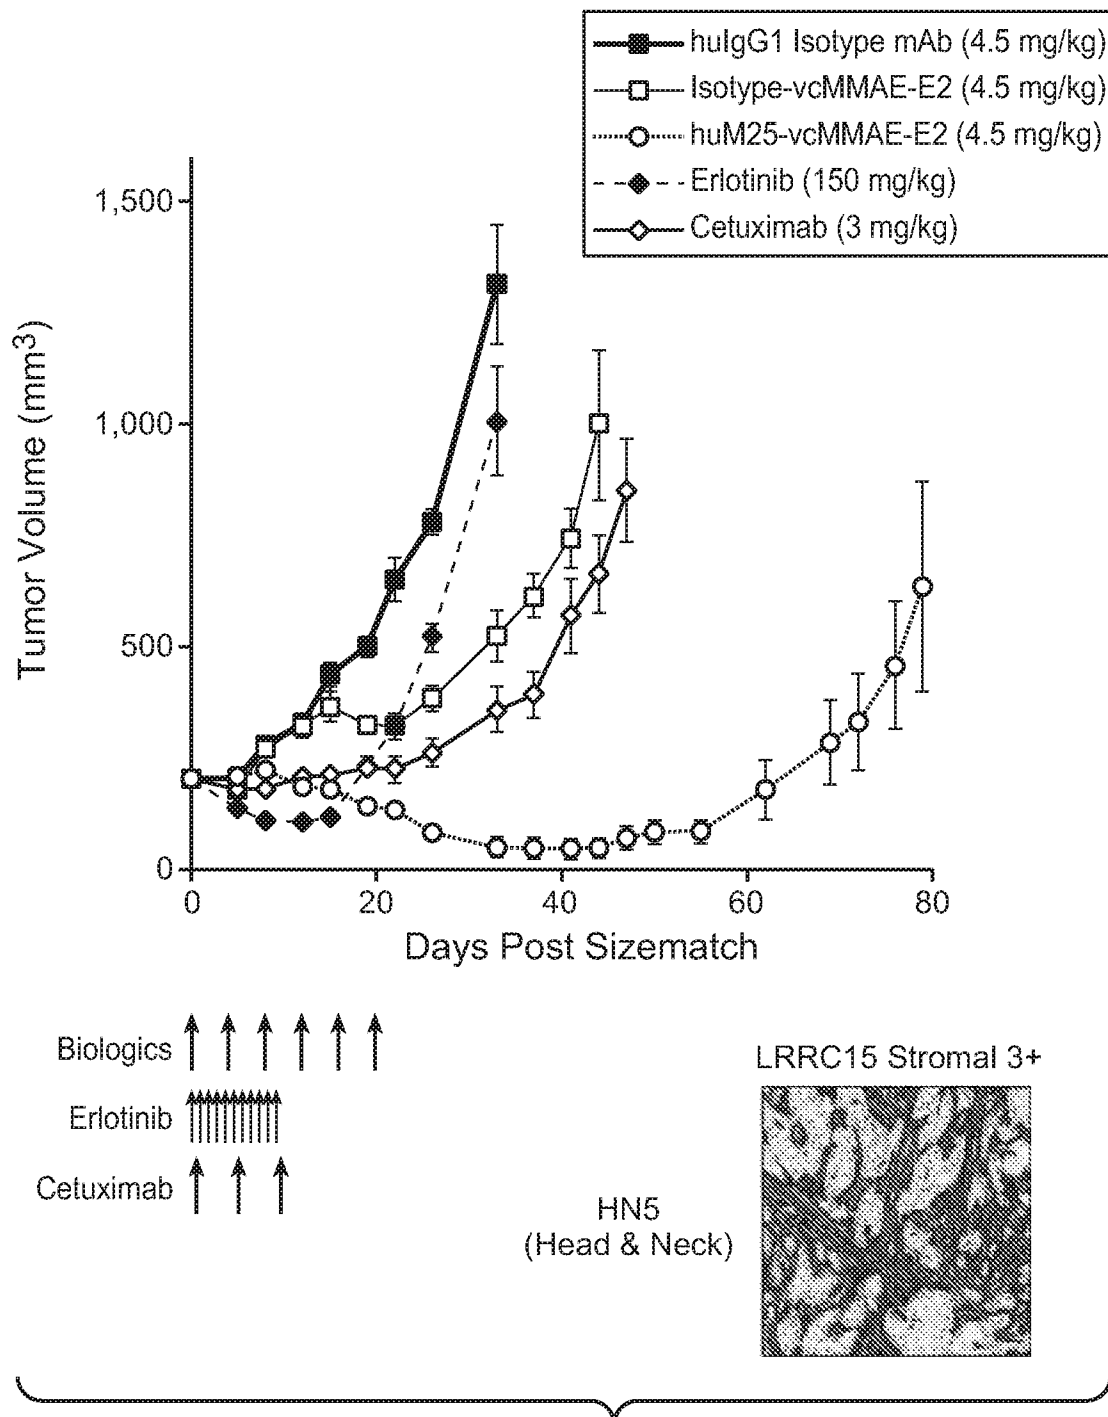 huIgG1 Isotype mAb (4.5 mg/kg)
Isotype-vcMMAE-E2 (4.5 mg/kg)
huM25-vcMMAE-E2 (4.5 mg/kg)
Erlotinib (150 mg/kg)
Cetuximab (3 mg/kg)
Tumor Volume (mm³)
1,500
1,000
500
0
0 20 40 60 80
Days Post Sizematch
Biologics
Erlotinib
Cetuximab
LRRC15 Stromal 3+
HN5
(Head & Neck)